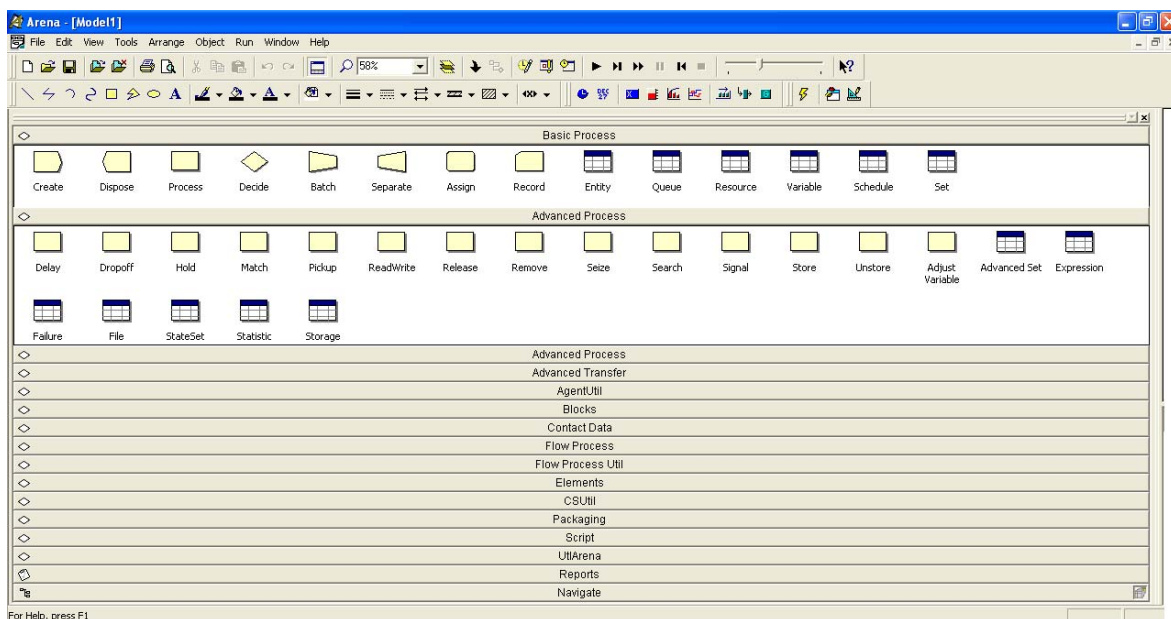 Arena - [Model1]
File Edit View Tools Arrange Object Run Window Help
58%
Basic Process
Create Dispose Process Decide Batch Separate Assign Record Entity Queue Resource Variable Schedule Set
Advanced Process
Delay Dropoff Hold Match Pickup ReadWrite Release Remove Seize Search Signal Store Unstore Adjust Variable Advanced Set Expression
Failure File StateSet Statistic Storage
Advanced Process
Advanced Transfer
AgentUtil
Blocks
Contact Data
Flow Process
Flow Process Util
Elements
CSUtil
Packaging
Script
UtlArena
Reports
Navigate
For Help, press F1